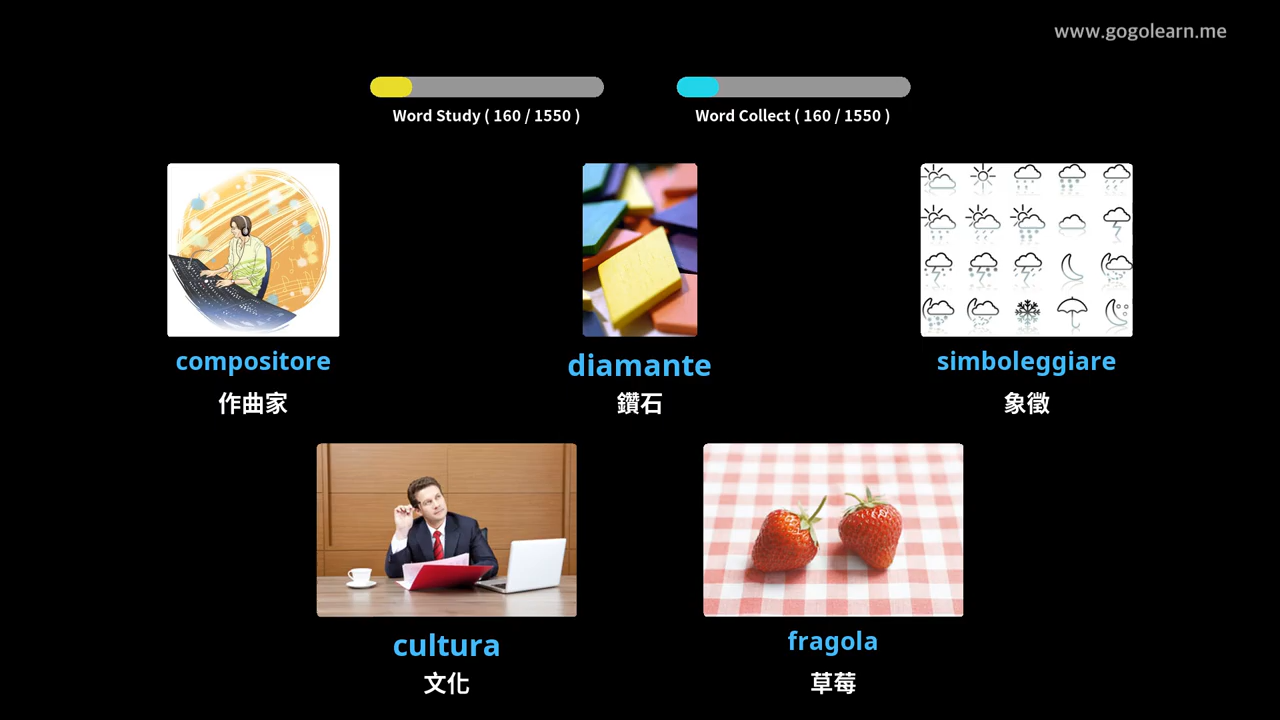 www.gogolearn.me
Word Study ( 160 / 1550 )
Word Collect ( 160 / 1550 )
compositore
作曲家
diamante
鑽石
simboleggiare
象徵
cultura
文化
fragola
草莓